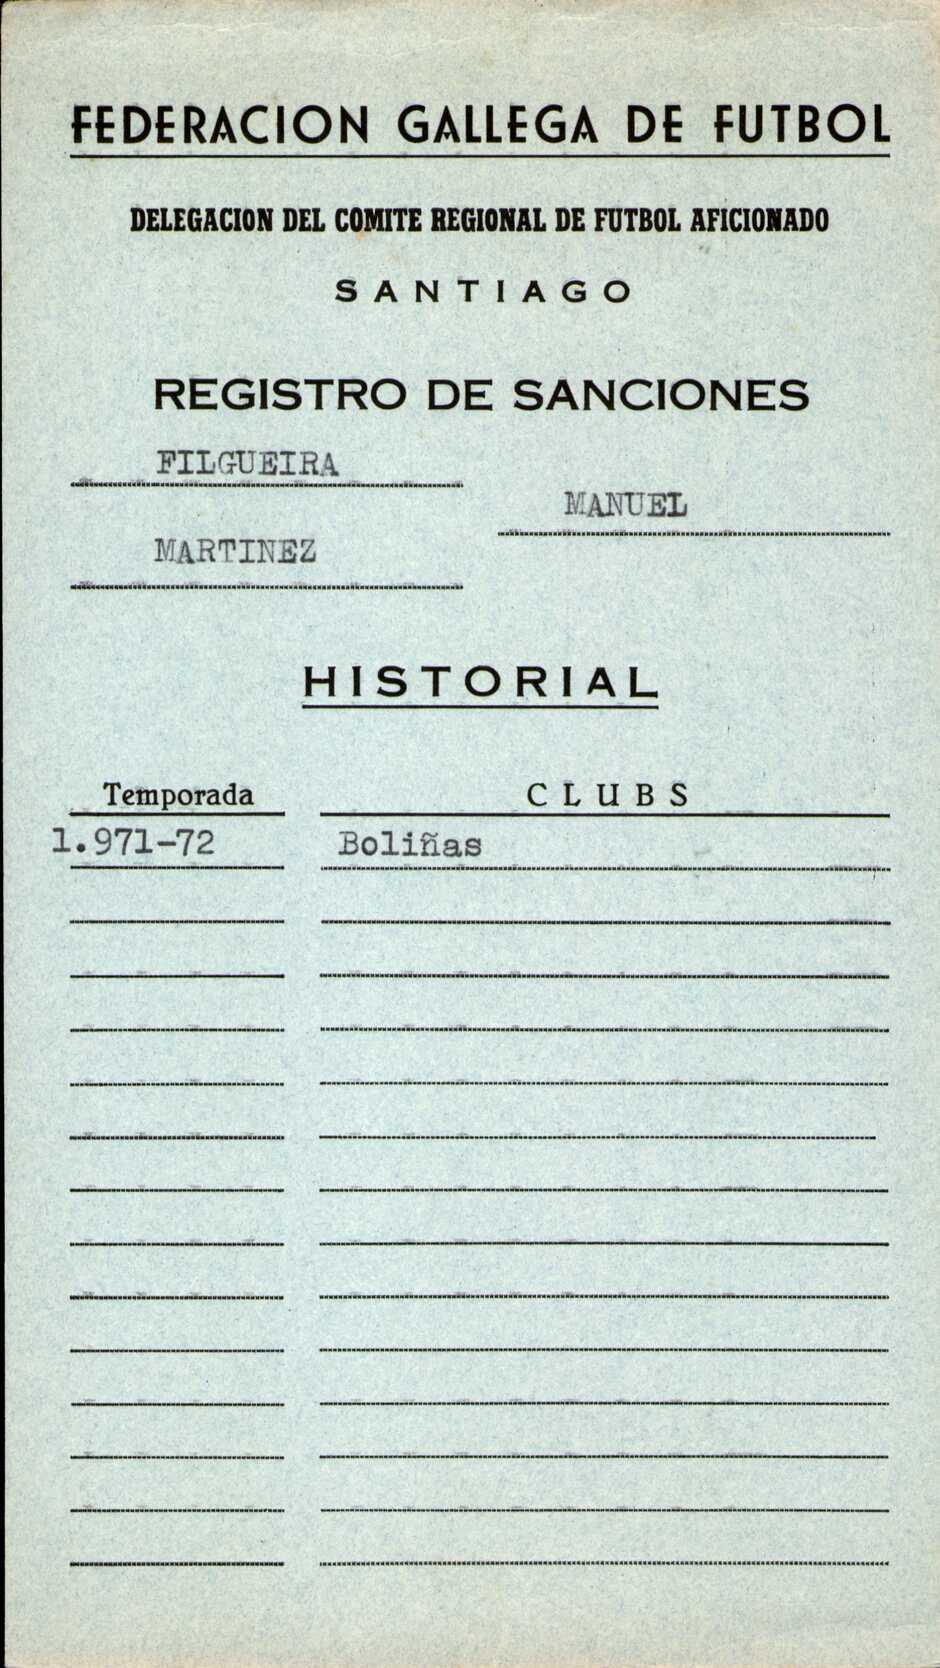 FEDERACION GALLEGA DE FUTBOL
DELEGACION DEL COMITE REGIONAL DE FUTBOL AFICIONADO
SANTIAGO
REGISTRO DE SANCIONES
FILGUEIRA
MANUEL
MARTINEZ
HISTORIAL
Temporada CLUBS
1.971-72 Boliñas